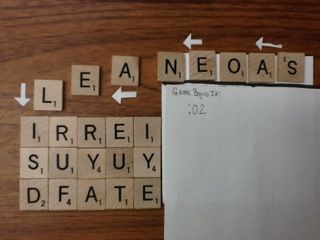 L E A N E O A S
GAME BEGINS IN:
:02
I R R E I
S U Y U Y
D F A T E